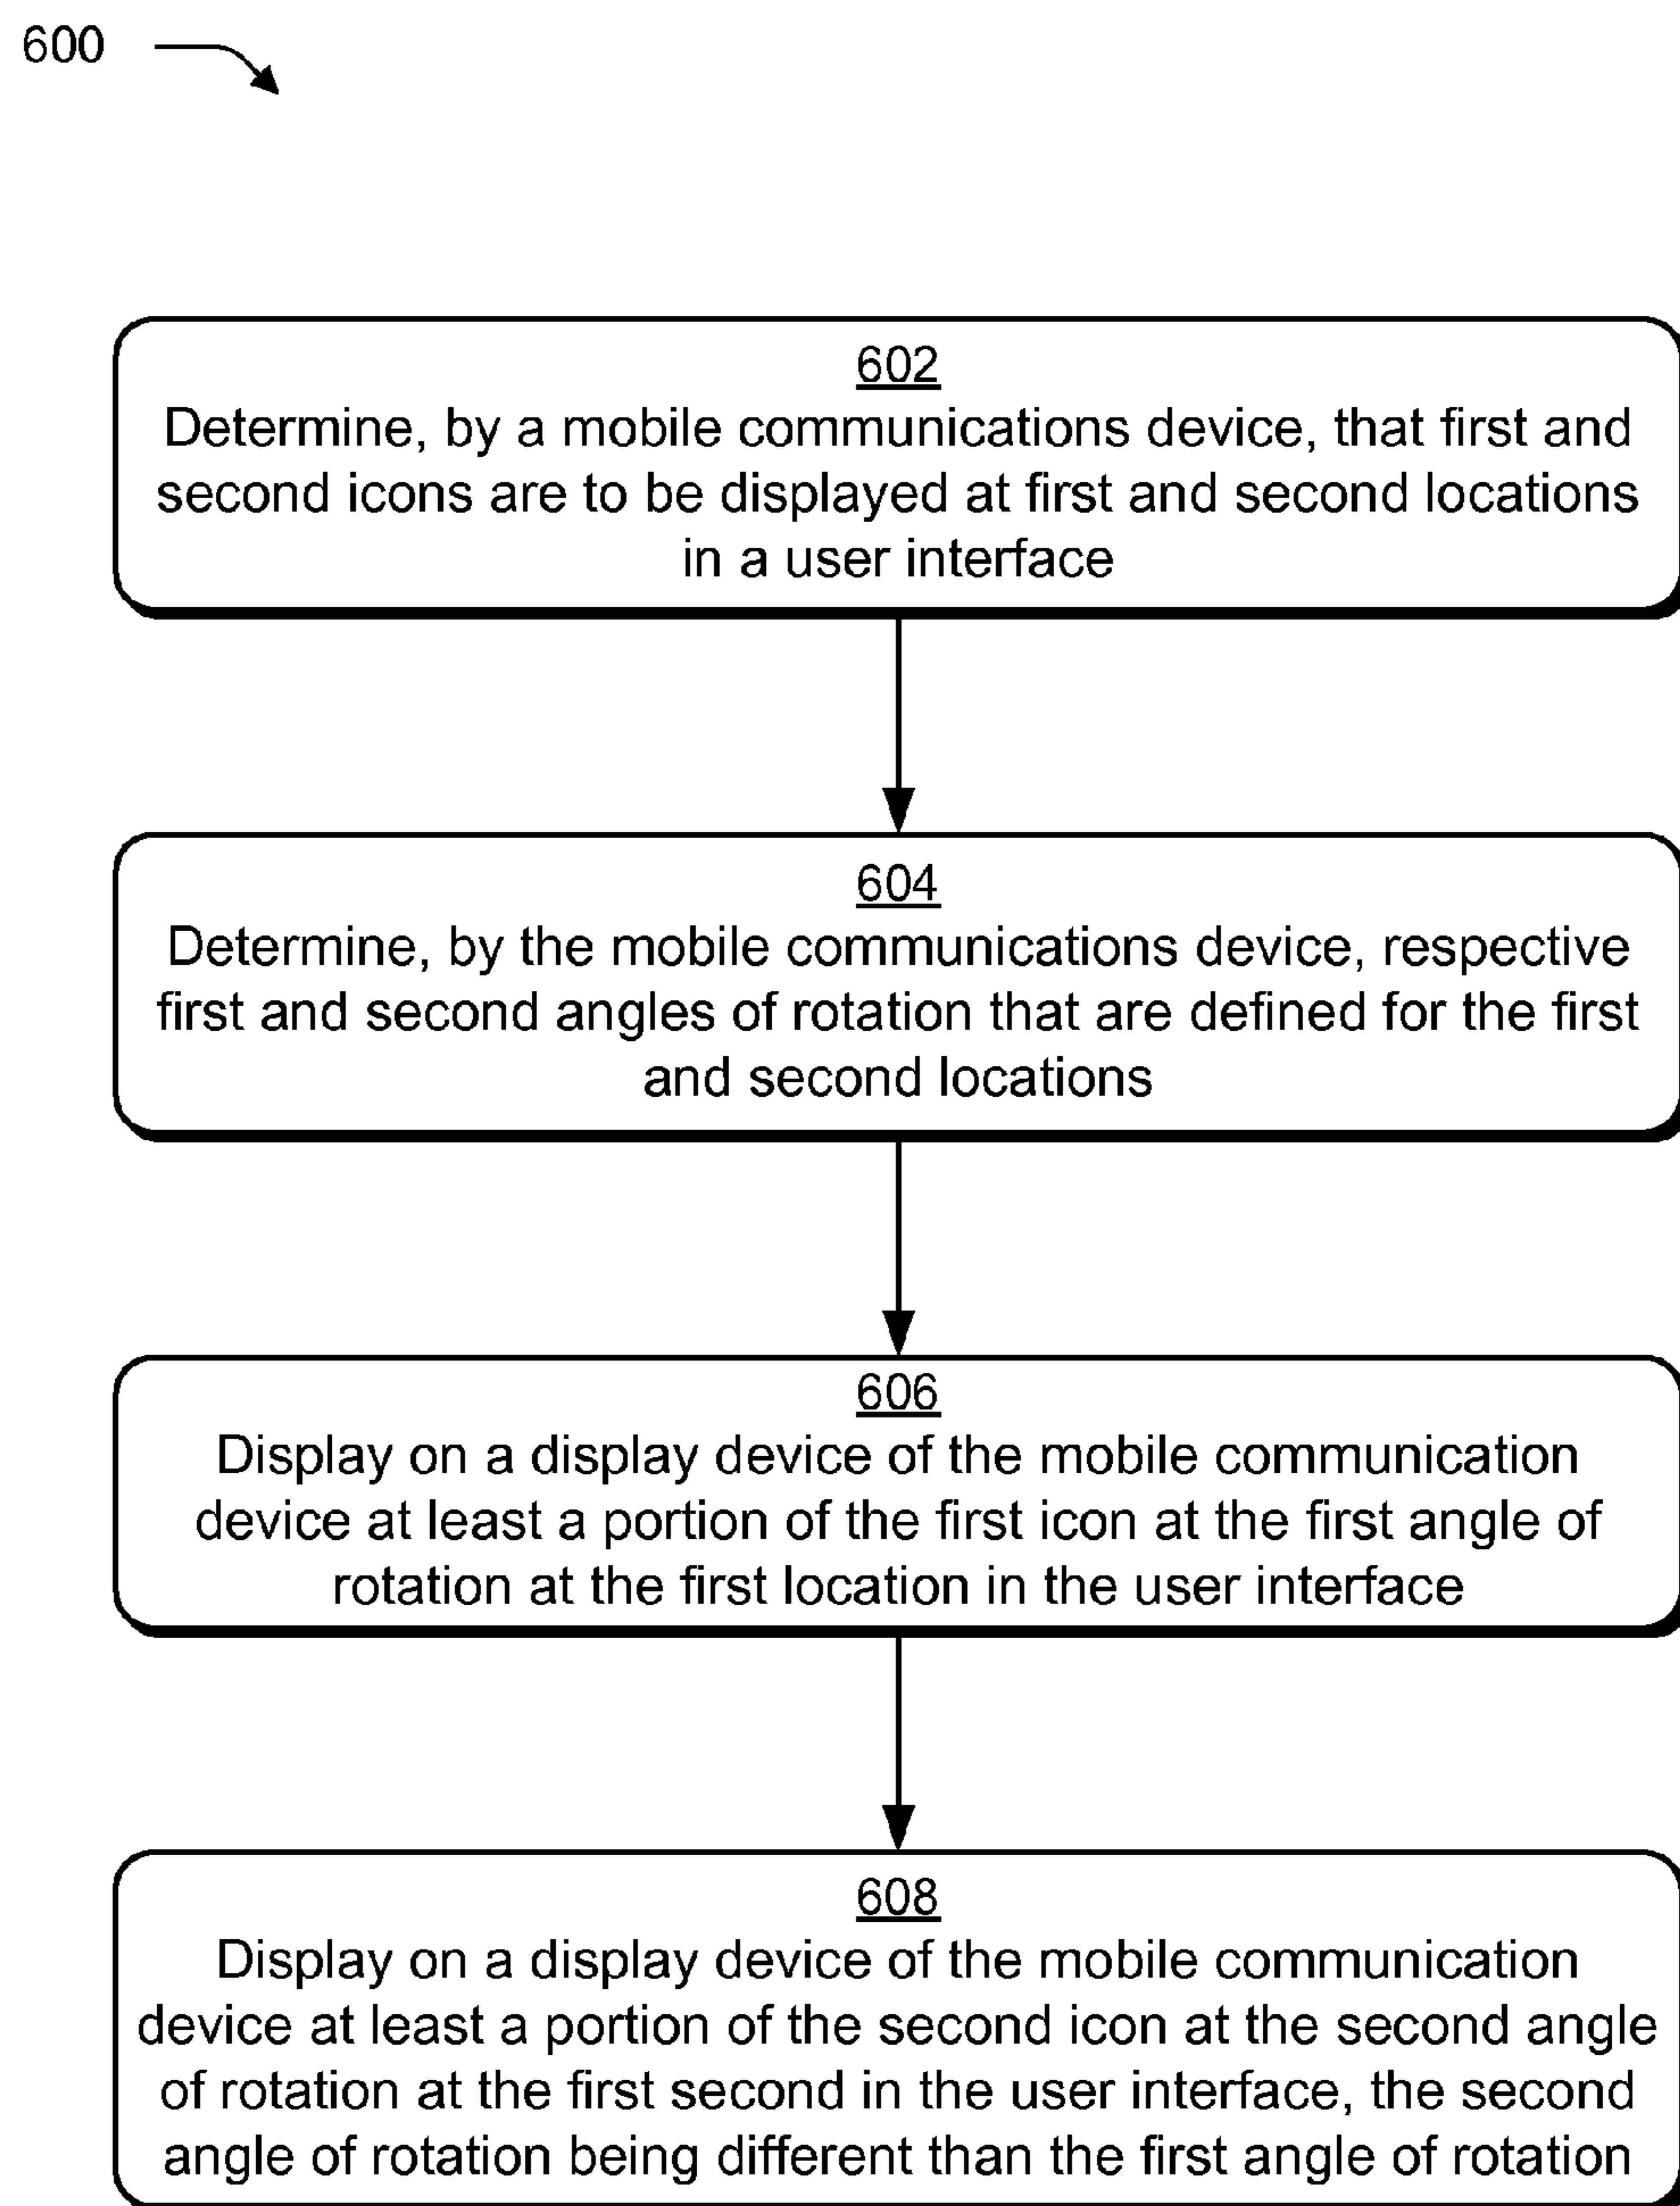 600
602
Determine, by a mobile communications device, that first and
second icons are to be displayed at first and second locations
in a user interface
604
Determine, by the mobile communications device, respective
first and second angles of rotation that are defined for the first
and second locations
606
Display on a display device of the mobile communication
device at least a portion of the first icon at the first angle of
rotation at the first location in the user interface
608
Display on a display device of the mobile communication
device at least a portion of the second icon at the second angle
of rotation at the first second in the user interface, the second
angle of rotation being different than the first angle of rotation